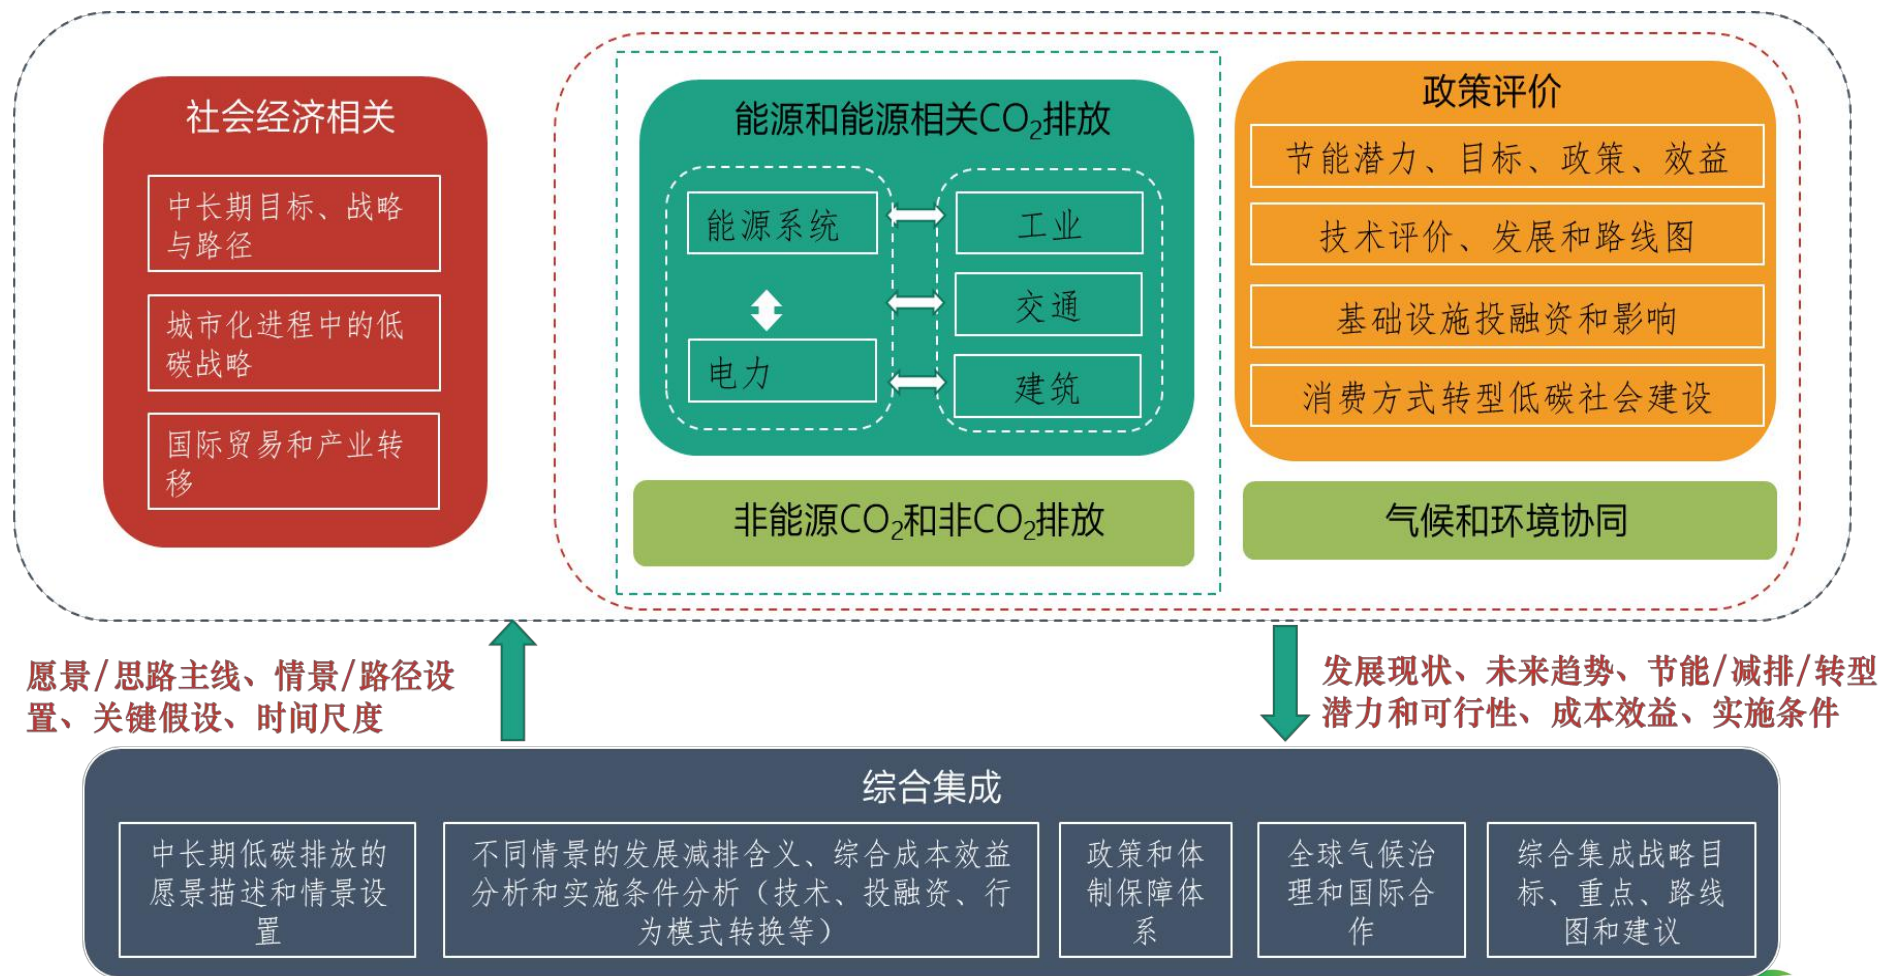 社会经济相关
中长期目标、战略
与路径
城市化进程中的低
碳战略
国际贸易和产业转
移
能源和能源相关CO₂排放
能源系统
电力
工业
交通
建筑
非能源CO₂和非CO₂排放
政策评价
节能潜力、目标、政策、效益
技术评价、发展和路线图
基础设施投融资和影响
消费方式转型低碳社会建设
气候和环境协同
愿景/思路主线、情景/路径设
置、关键假设、时间尺度
发展现状、未来趋势、节能/减排/转型
潜力和可行性、成本效益、实施条件
综合集成
中长期低碳排放的
愿景描述和情景设
置
不同情景的发展减排含义、综合成本效益
分析和实施条件分析（技术、投融资、行
为模式转换等）
政策和体
制保障体
系
全球气候治
理和国际合
作
综合集成战略目
标、重点、路线
图和建议